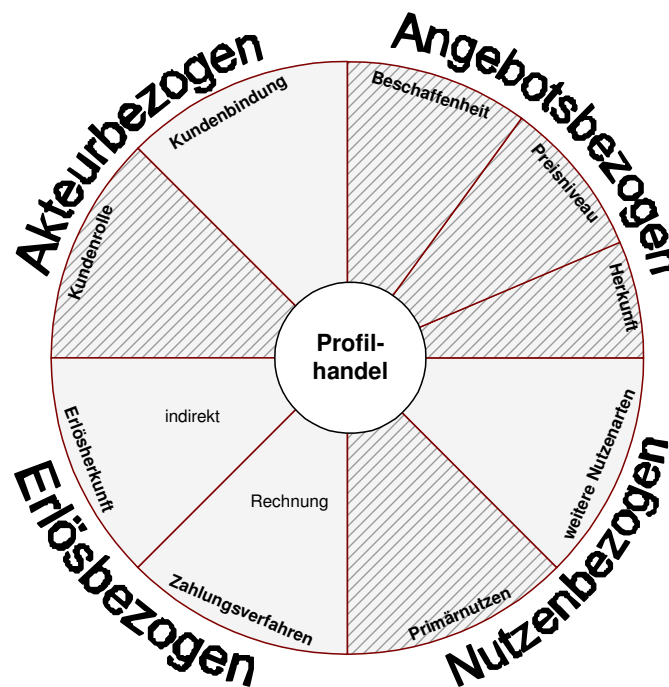 Akteurbezogen
Angebotsbezogen
Kundenbindung
Beschaffenheit
Preisniveau
Kundenrolle
Herkunft
Profil-
handel
Erlösherkunft
indirekt
weitere Nutzenarten
Rechnung
Zahlungsverfahren
Primärnutzen
Erlösbezogen
Nutzenbezogen